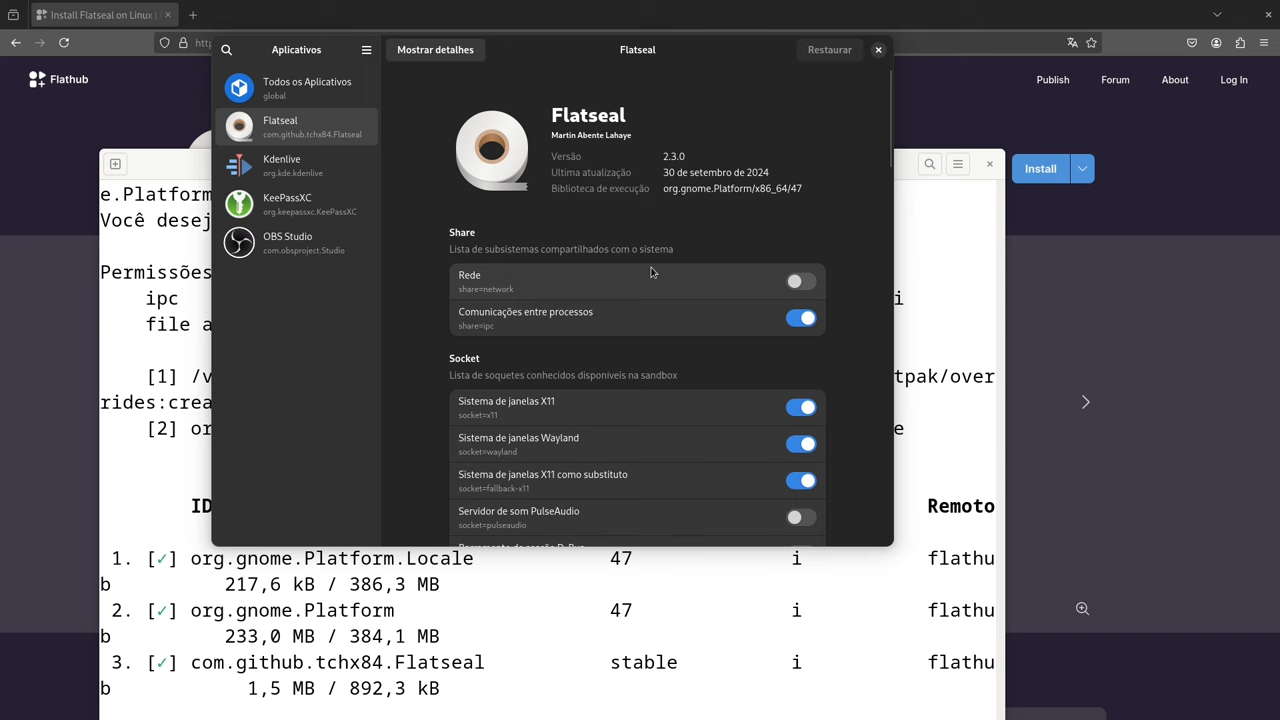 Install Flatseal on Linux |
Flathub
Publish
Forum
About
Log In
Install
Aplicativos
Mostrar detalhes
Flatseal
Restaurar
Todos os Aplicativos
global
Flatseal
com.github.tchx84.Flatseal
Kdenlive
org.kde.kdenlive
KeePassXC
org.keepassxc.KeePassXC
OBS Studio
com.obsproject.Studio
Flatseal
Martin Abente Lahaye
Versão 2.3.0
Ultima atualização 30 de setembro de 2024
Biblioteca de execução org.gnome.Platform/x86_64/47
Share
Lista de subsistemas compartilhados com o sistema
Rede
share=network
Comunicações entre processos
share=ipc
Socket
Lista de soquetes conhecidos disponíveis na sandbox
Sistema de janelas X11
socket=x11
Sistema de janelas Wayland
socket=wayland
Sistema de janelas X11 como substituto
socket=fallback-x11
Servidor de som PulseAudio
socket=pulseaudio
e.Platform
Você desej
Permissões
ipc
file a
[1] /v
tpak/over
rides:crea
[2] or
ID
Remoto
1. [✓] org.gnome.Platform.Locale 47 i flathu
b 217,6 kB / 386,3 MB
2. [✓] org.gnome.Platform 47 i flathu
b 233,0 MB / 384,1 MB
3. [✓] com.github.tchx84.Flatseal stable i flathu
b 1,5 MB / 892,3 kB